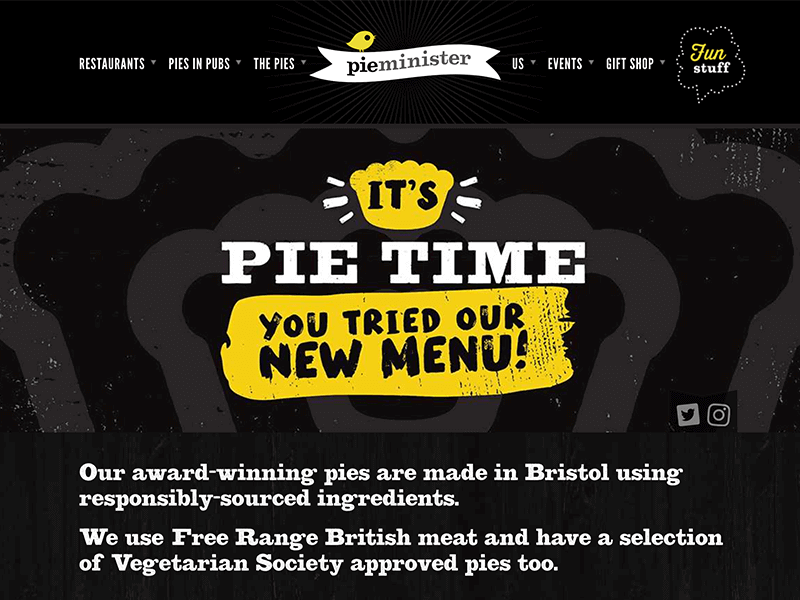 RESTAURANTS PIES IN PUBS THE PIES pieminister US EVENTS GIFT SHOP Fun
stuff
IT'S
PIE TIME
YOU TRIED OUR
NEW MENU!
Our award-winning pies are made in Bristol using
responsibly-sourced ingredients.
We use Free Range British meat and have a selection
of Vegetarian Society approved pies too.